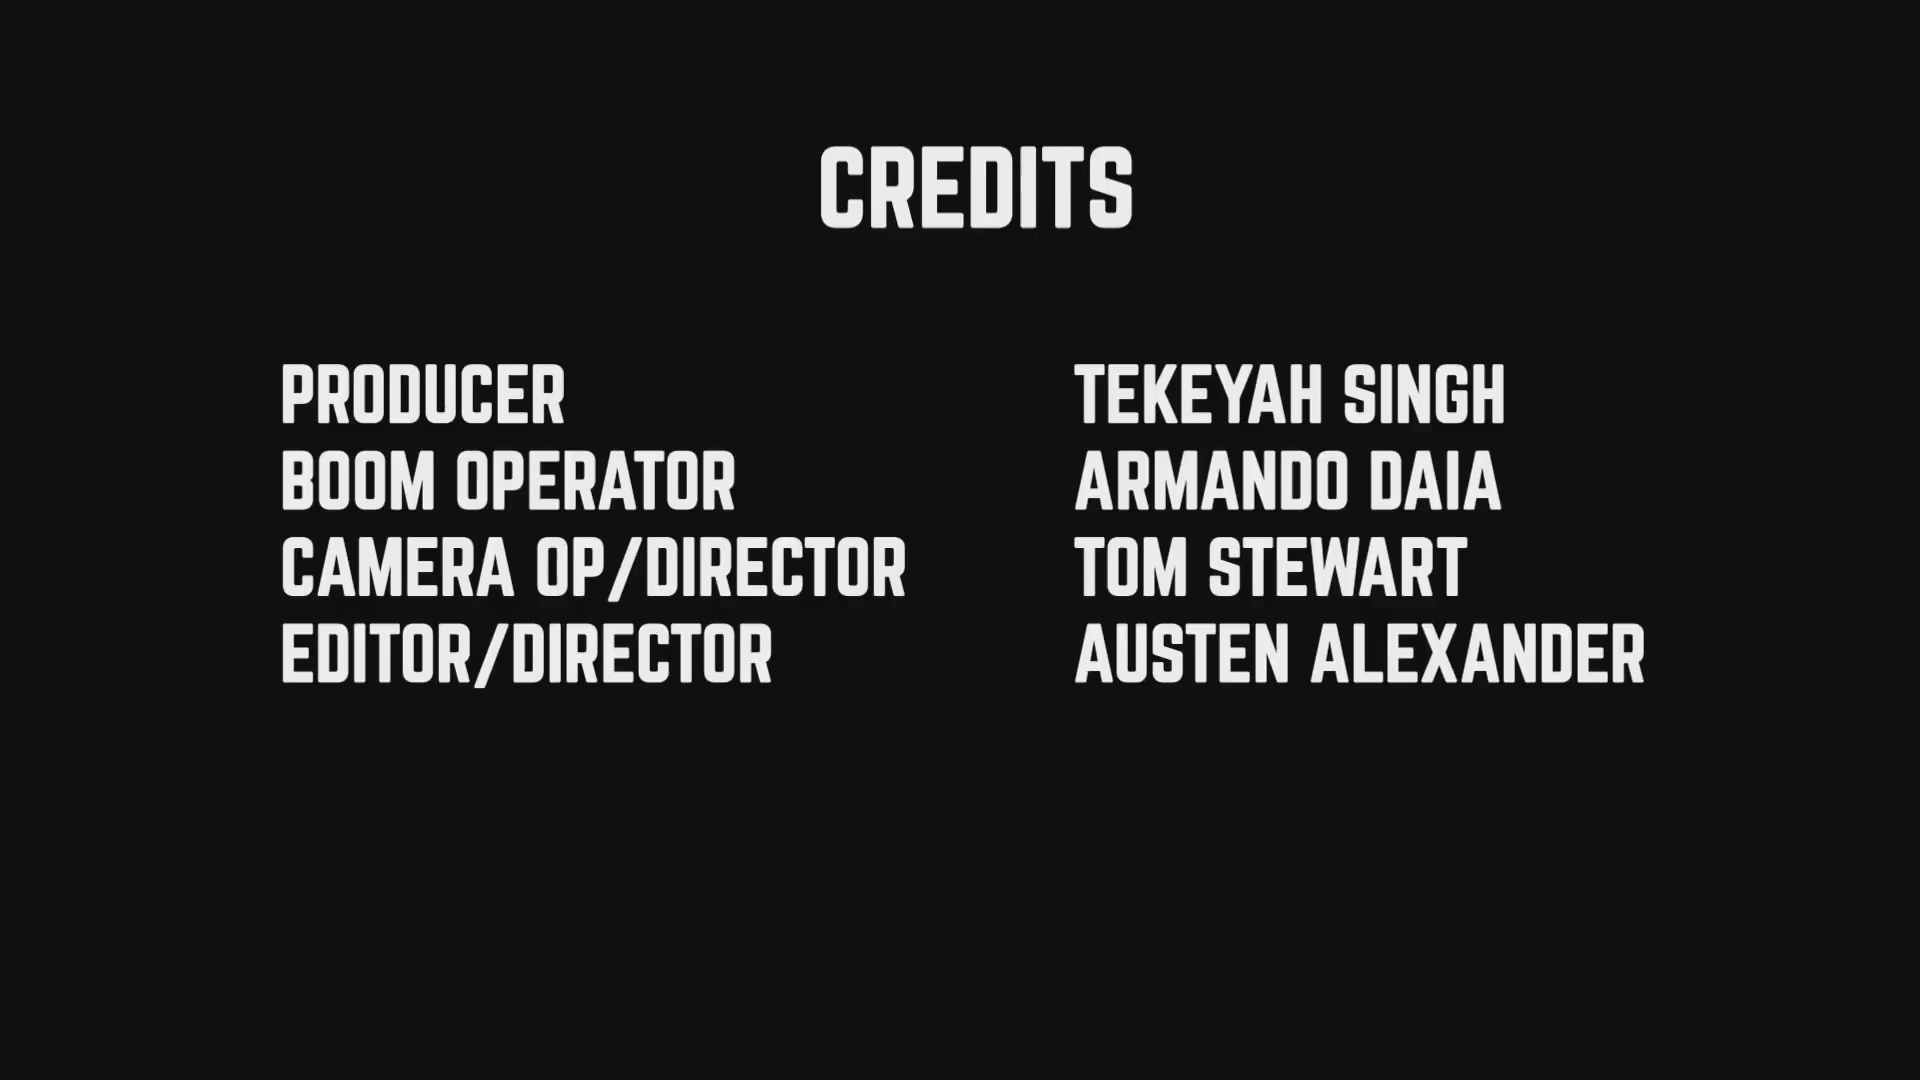 CREDITS
PRODUCER TEKEYAH SINGH
BOOM OPERATOR ARMANDO DAIA
CAMERA OP/DIRECTOR TOM STEWART
EDITOR/DIRECTOR AUSTEN ALEXANDER